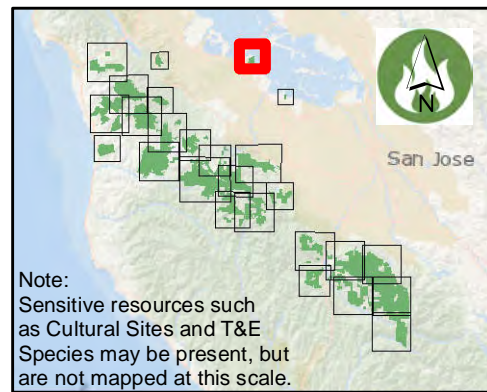 N
San Jose
Note:
Sensitive resources such
as Cultural Sites and T&E
Species may be present, but
are not mapped at this scale.